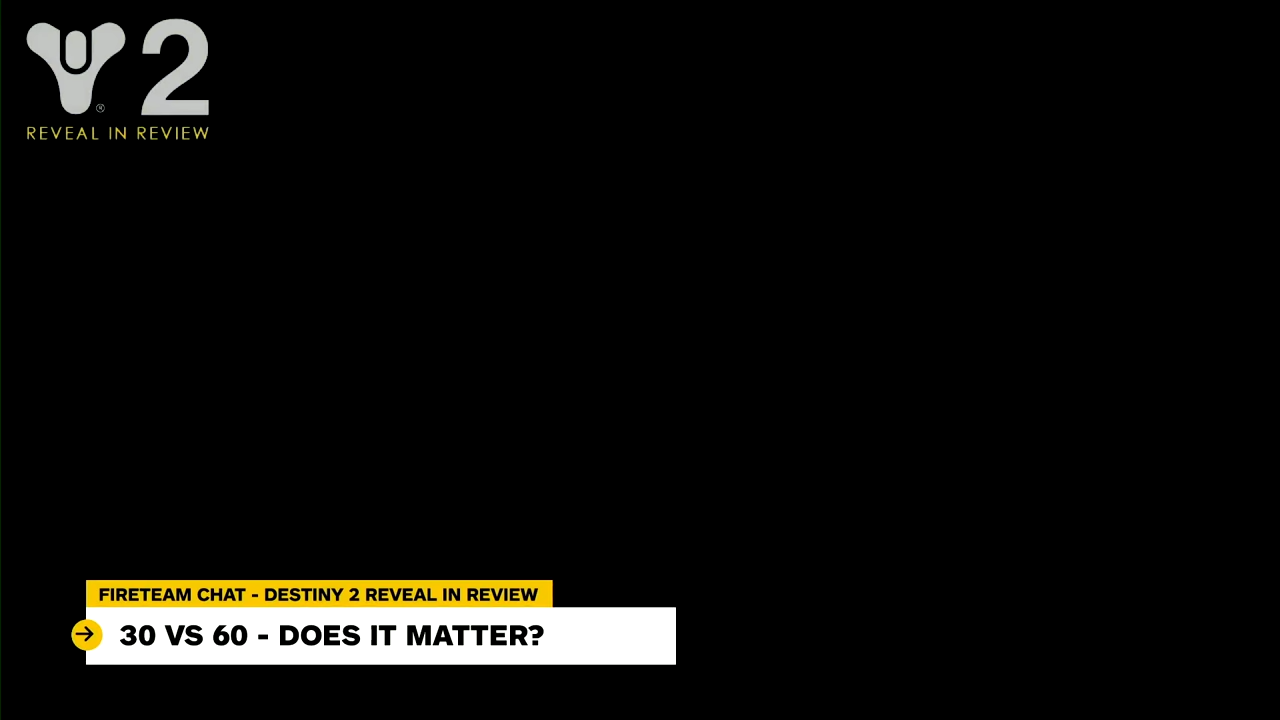 2
®
REVEAL IN REVIEW
FIRETEAM CHAT - DESTINY 2 REVEAL IN REVIEW
30 VS 60 - DOES IT MATTER?